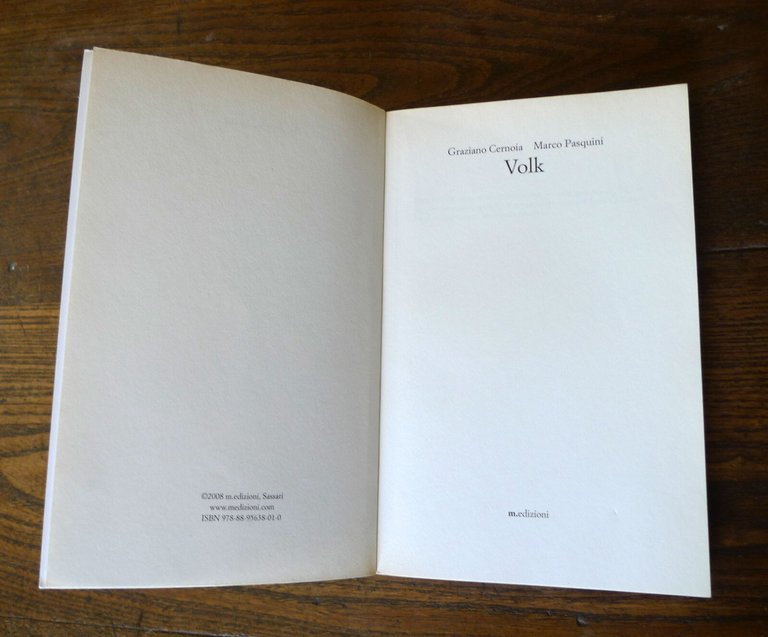 ©2008 m.edizioni, Sassari
www.medizioni.com
ISBN 978-88-95638-01-0
Graziano Cernoia Marco Pasquini
Volk
m.edizioni